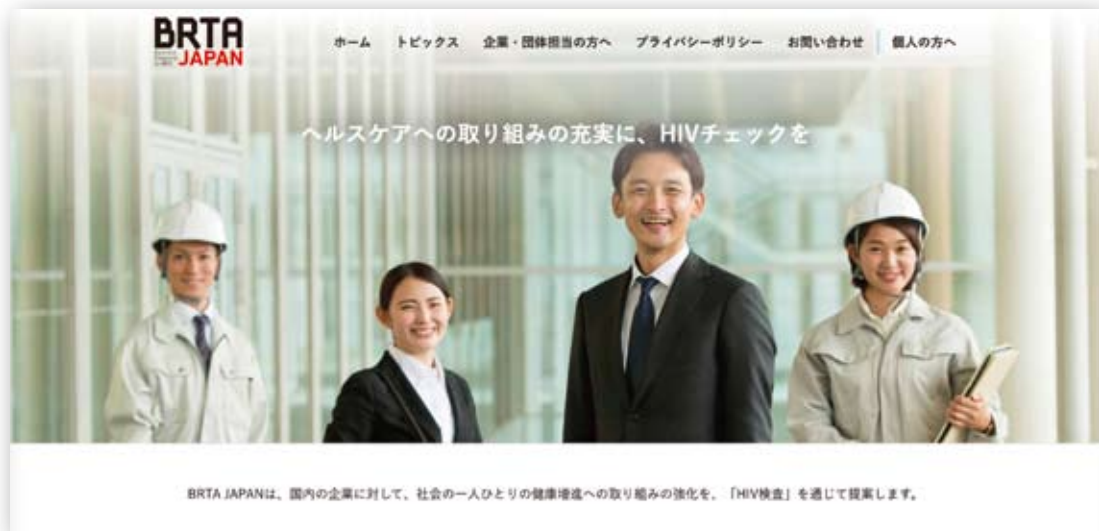 BRTA
JAPAN
ホーム トピックス 企業・団体担当の方へ プライバシーポリシー お問い合わせ 個人の方へ
ヘルスケアへの取り組みの充実に、HIVチェックを
BRTA JAPANは、国内の企業に対して、社会の一人ひとりの健康増進への取り組みの強化を、「HIV検査」を通じて提案します。